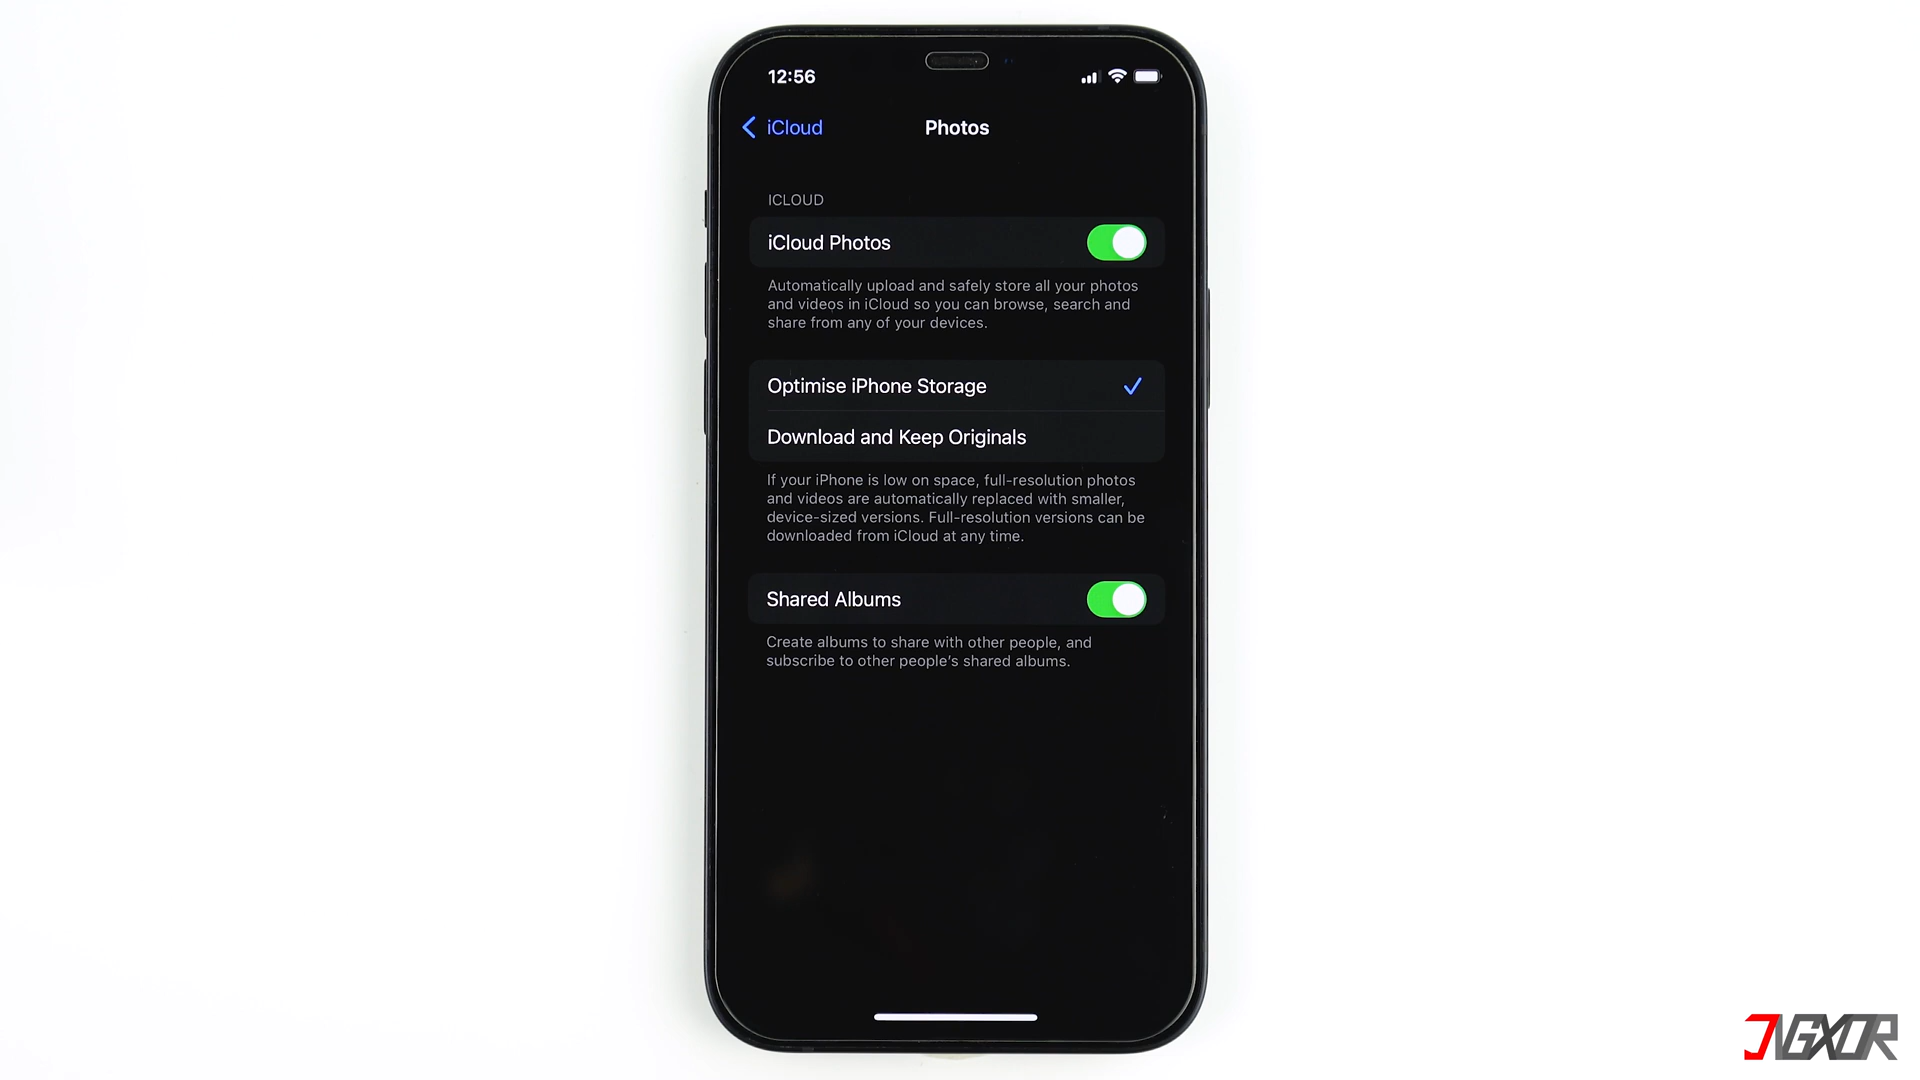 12:56
iCloud
Photos
ICLOUD
iCloud Photos
Automatically upload and safely store all your photos
and videos in iCloud so you can browse, search and
share from any of your devices.
Optimise iPhone Storage
Download and Keep Originals
If your iPhone is low on space, full-resolution photos
and videos are automatically replaced with smaller,
device-sized versions. Full-resolution versions can be
downloaded from iCloud at any time.
Shared Albums
Create albums to share with other people, and
subscribe to other people’s shared albums.
JVGXOR